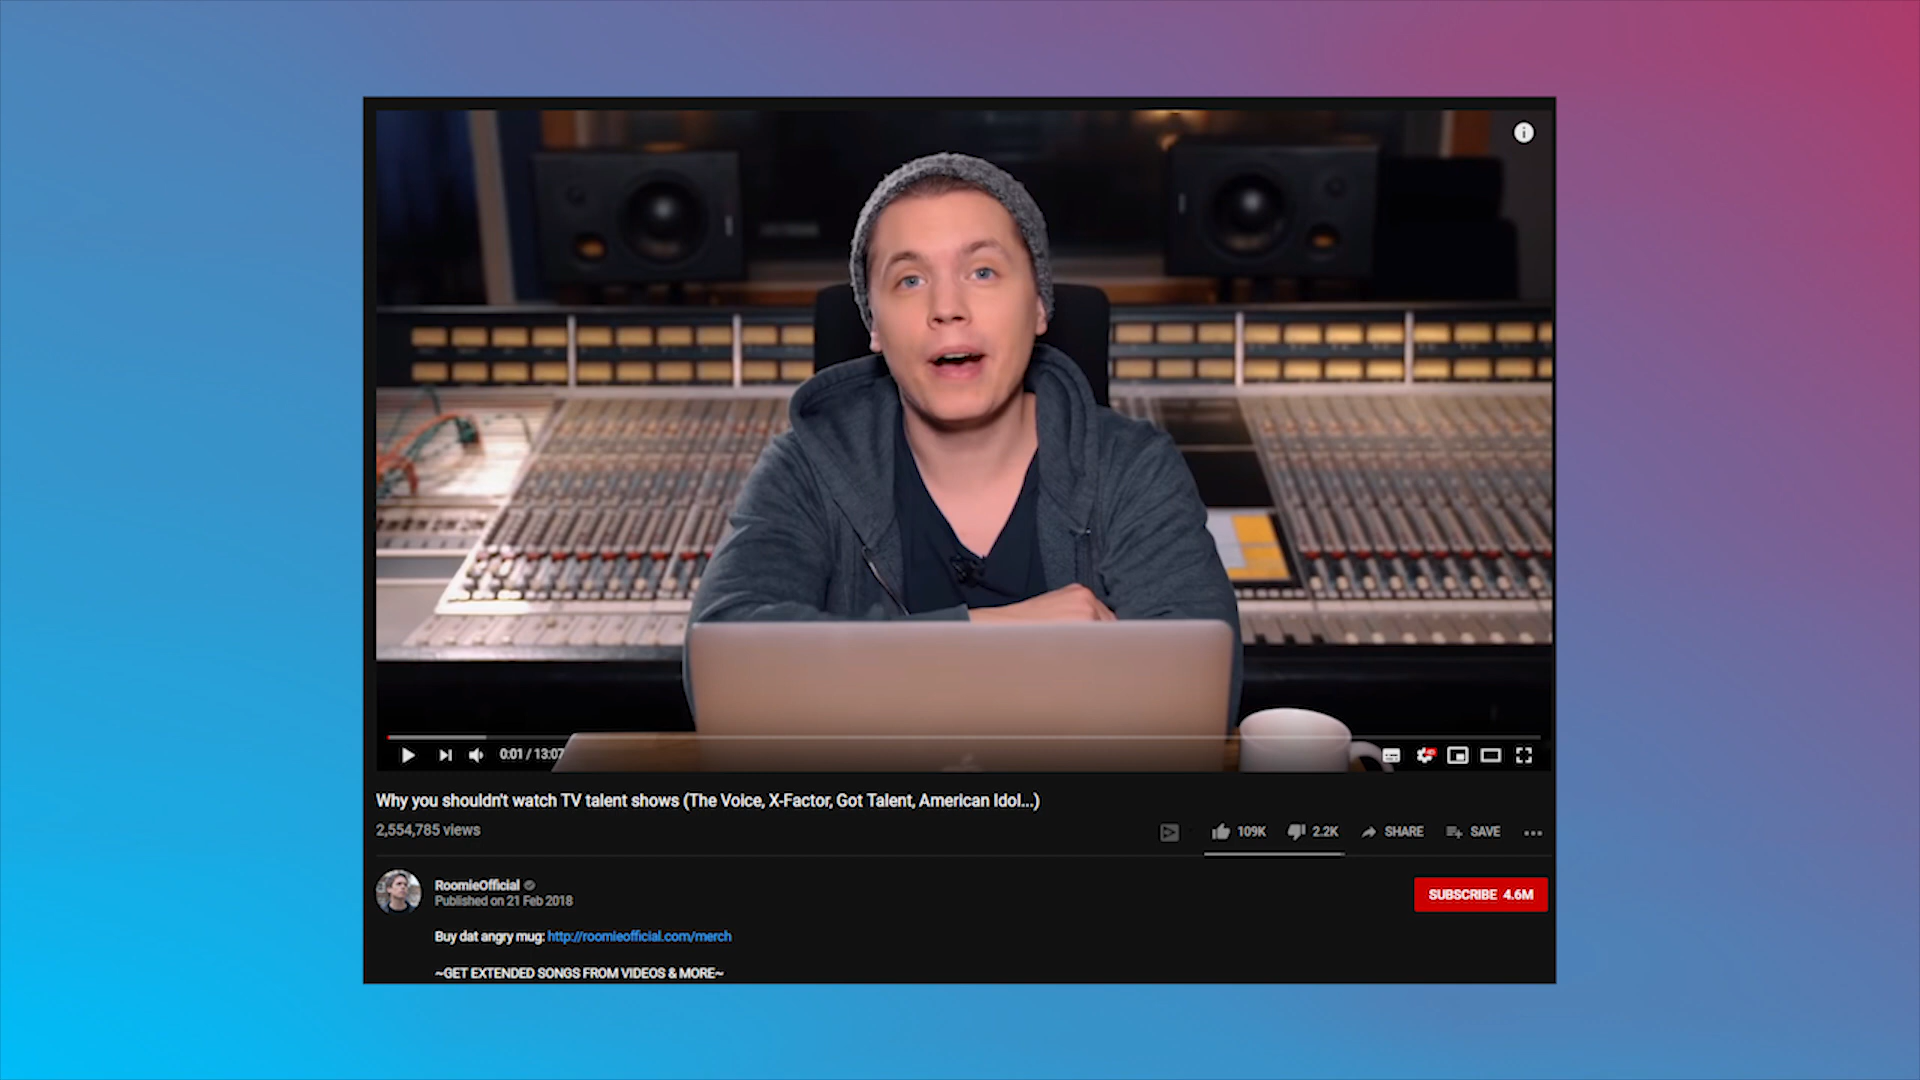 0:01 / 13:07
Why you shouldn't watch TV talent shows (The Voice, X-Factor, Got Talent, American Idol...)
2,554,785 views
109K
2.2K
SHARE
SAVE
RoomieOfficial
Published on 21 Feb 2018
SUBSCRIBE 4.6M
Buy dat angry mug: http://roomieofficial.com/merch
~GET EXTENDED SONGS FROM VIDEOS & MORE~